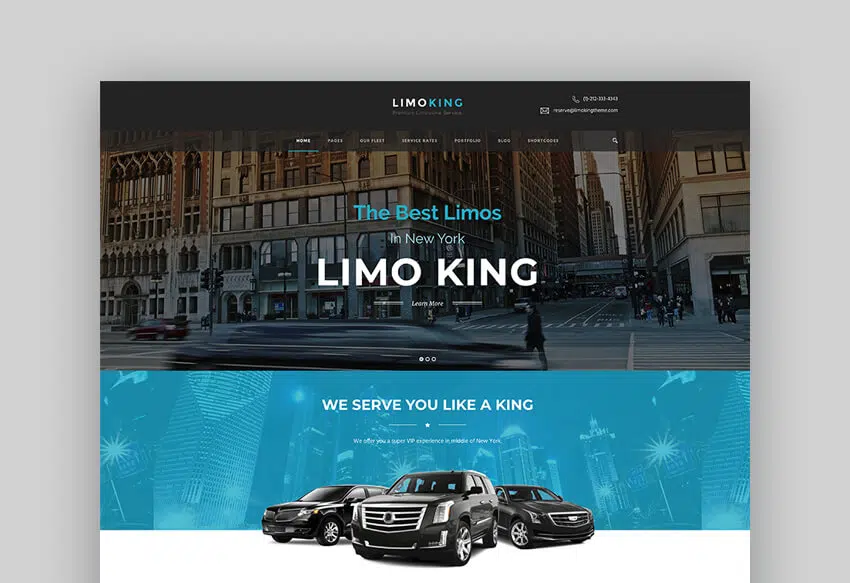 LIMOKING
Premium Limousine Service
(1)-212-333-4343
reserve@limokingtheme.com
HOME PAGES OUR FLEET SERVICE RATES PORTFOLIO BLOG SHORTCODES
The Best Limos
In New York
LIMO KING
Learn More
WE SERVE YOU LIKE A KING
We offer you a super VIP experience in middle of New York.